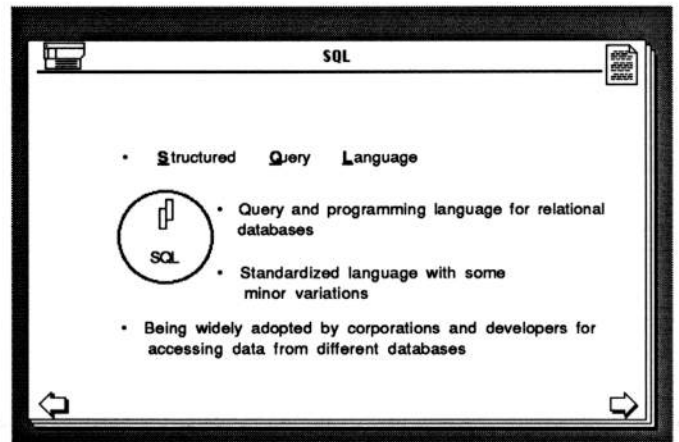 SQL
• Structured Query Language
• Query and programming language for relational
databases
SQL
• Standardized language with some
minor variations
• Being widely adopted by corporations and developers for
accessing data from different databases